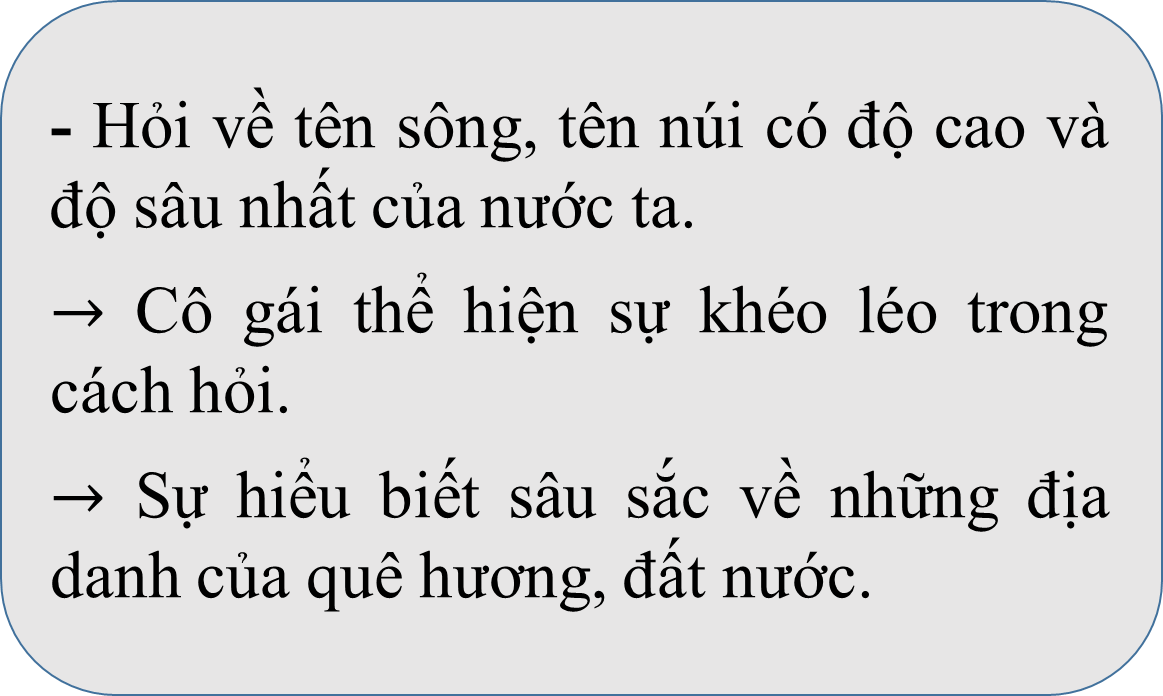 - Hỏi về tên sông, tên núi có độ cao và
độ sâu nhất của nước ta.
→ Cô gái thể hiện sự khéo léo trong
cách hỏi.
→ Sự hiểu biết sâu sắc về những địa
danh của quê hương, đất nước.